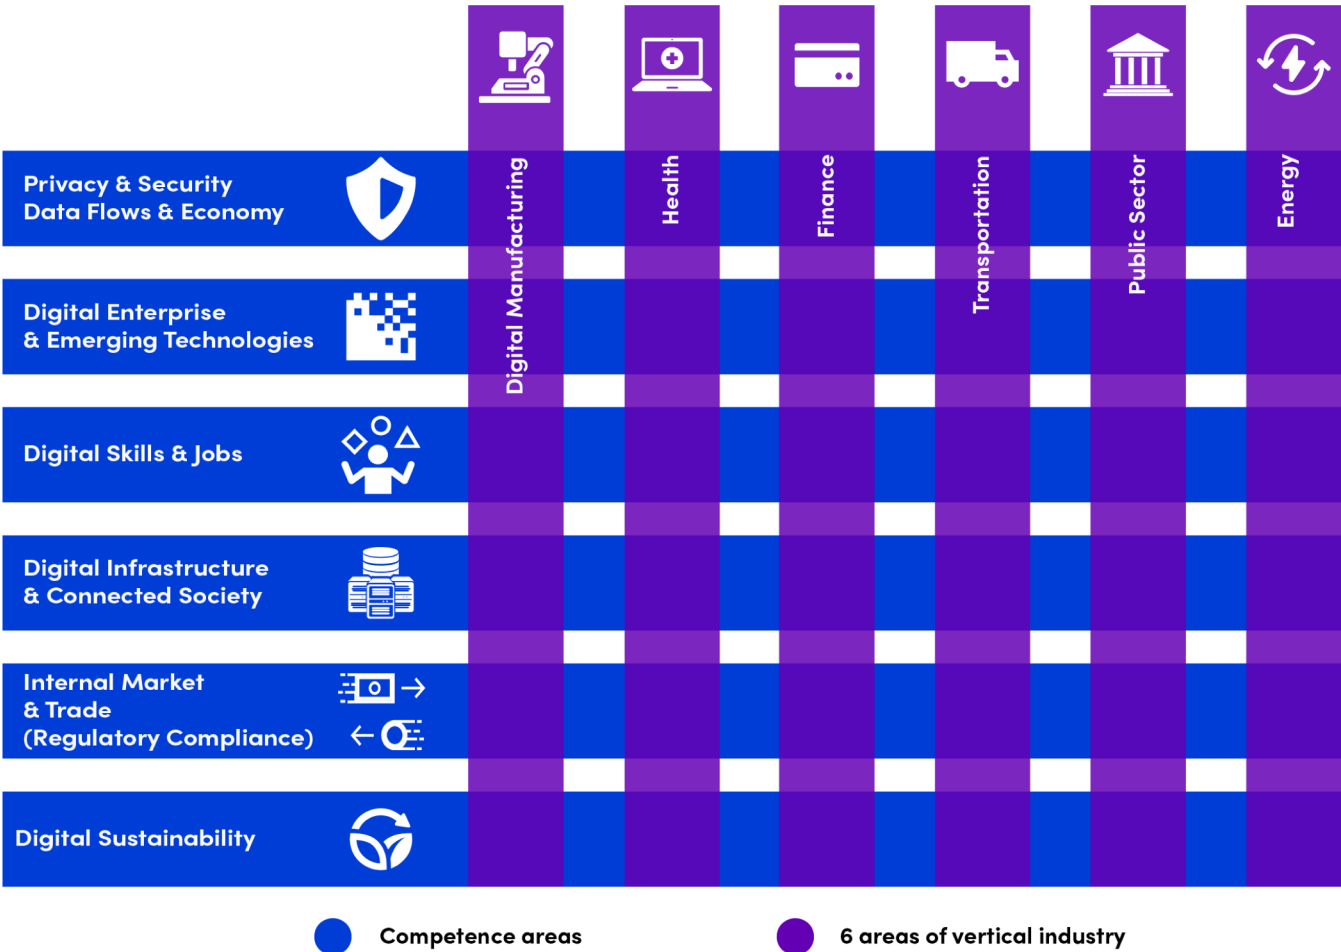 Digital Manufacturing
Health
Finance
Transportation
Public Sector
Energy
Privacy & Security
Data Flows & Economy
Digital Enterprise
& Emerging Technologies
Digital Skills & Jobs
Digital Infrastructure
& Connected Society
Internal Market
& Trade
(Regulatory Compliance)
Digital Sustainability
Competence areas
6 areas of vertical industry